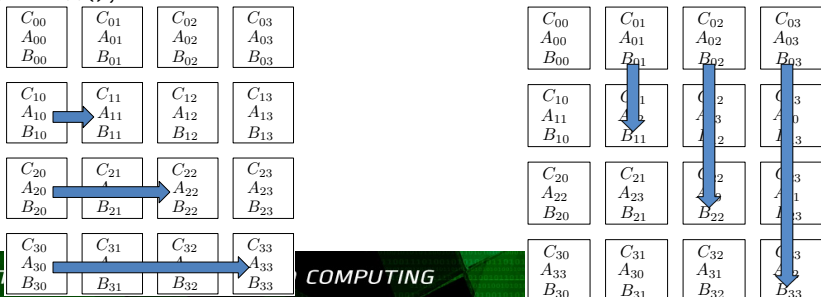 C₀₀ C₀₁ C₀₂ C₀₃
A₀₀ A₀₁ A₀₂ A₀₃
B₀₀ B₀₁ B₀₂ B₀₃
C₁₀ C₁₁ C₁₂ C₁₃
A₁₀ A₁₁ A₁₂ A₁₃
B₁₀ B₁₁ B₁₂ B₁₃
C₂₀ C₂₁ C₂₂ C₂₃
A₂₀ A₂₂ A₂₃
B₂₀ B₂₁ B₂₂ B₂₃
C₃₀ C₃₁ C₃₂ C₃₃
A₃₀ A₃₃
B₃₀ B₃₁ B₃₂ B₃₃
COMPUTING
C₀₀ C₀₁ C₀₂ C₀₃
A₀₀ A₀₁ A₀₂ A₀₃
B₀₀ B₀₁ B₀₂ B₀₃
C₁₀
A₁₁
B₁₀ B₁₁
C₂₀ C₂₁
A₂₂ A₂₃
B₂₀ B₂₁ B₂₂
C₃₀ C₃₁ C₃₂
A₃₃ A₃₀ A₃₁
B₃₀ B₃₁ B₃₂ B₃₃